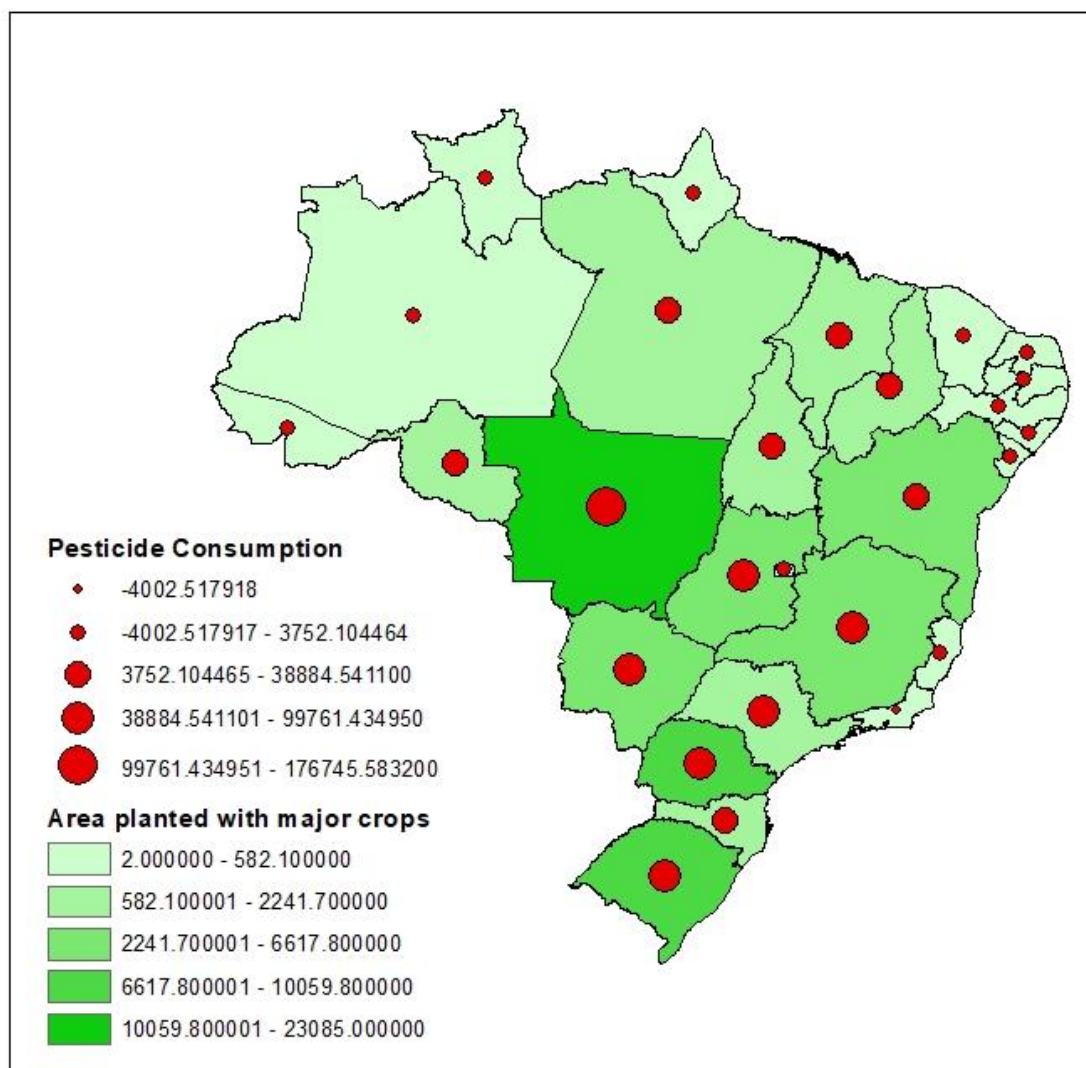 Pesticide Consumption
-4002.517918
-4002.517917 - 3752.104464
3752.104465 - 38884.541100
38884.541101 - 99761.434950
99761.434951 - 176745.583200
Area planted with major crops
2.000000 - 582.100000
582.100001 - 2241.700000
2241.700001 - 6617.800000
6617.800001 - 10059.800000
10059.800001 - 23085.000000